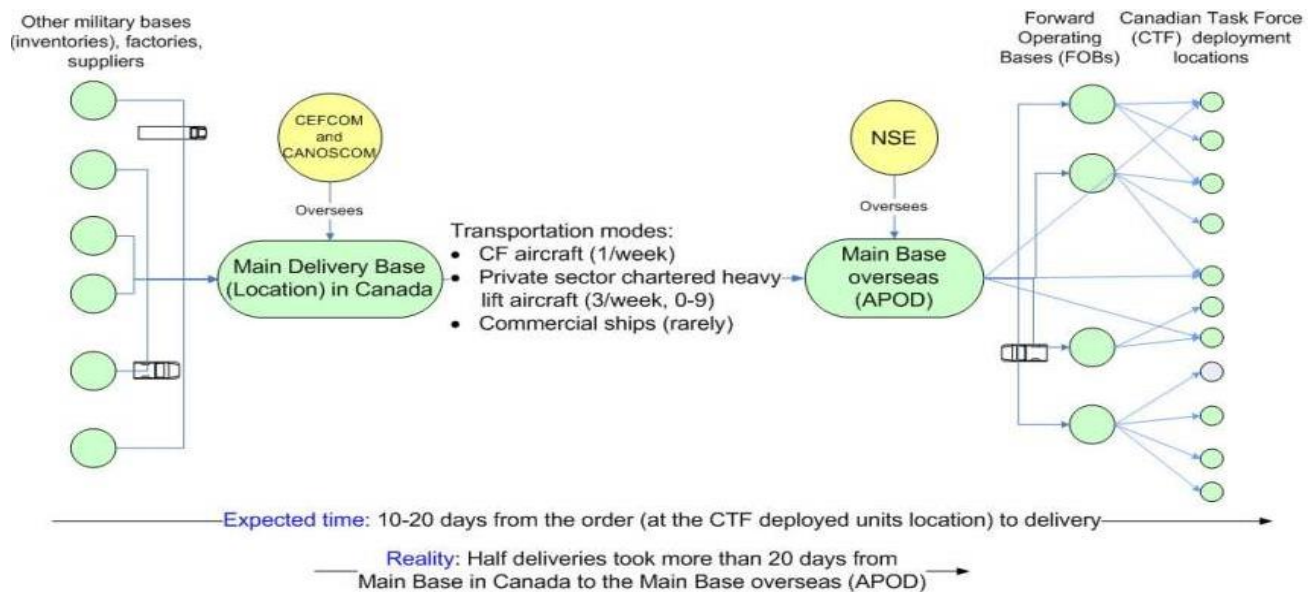 Other military bases
(inventories), factories,
suppliers
CEFCOM
and
CANOSCOM
Oversees
Main Delivery Base
(Location) in Canada
Transportation modes:
• CF aircraft (1/week)
• Private sector chartered heavy
lift aircraft (3/week, 0-9)
• Commercial ships (rarely)
NSE
Oversees
Main Base
overseas
(APOD)
Forward
Operating
Bases (FOBs)
Canadian Task Force
(CTF) deployment
locations
Expected time: 10-20 days from the order (at the CTF deployed units location) to delivery
Reality: Half deliveries took more than 20 days from
Main Base in Canada to the Main Base overseas (APOD)